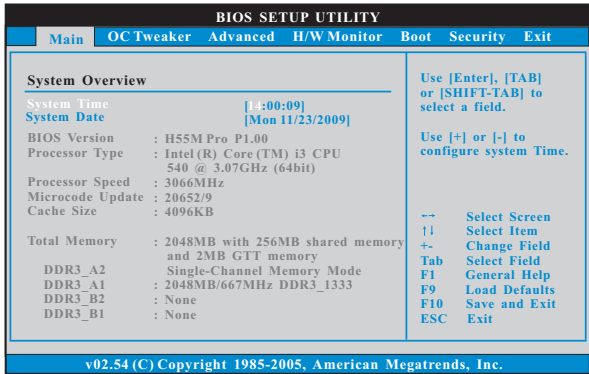 BIOS SETUP UTILITY
Main OC Tweaker Advanced H/W Monitor Boot Security Exit
System Overview
System Time [14:00:09]
System Date [Mon 11/23/2009]
BIOS Version : H55M Pro P1.00
Processor Type : Intel (R) Core (TM) i3 CPU
540 @ 3.07GHz (64bit)
Processor Speed : 3066MHz
Microcode Update : 20652/9
Cache Size : 4096KB
Total Memory : 2048MB with 256MB shared memory
and 2MB GTT memory
DDR3_A2 Single-Channel Memory Mode
DDR3_A1 : 2048MB/667MHz DDR3_1333
DDR3_B2 : None
DDR3_B1 : None
Use [Enter], [TAB]
or [SHIFT-TAB] to
select a field.
Use [+] or [-] to
configure system Time.
←→ Select Screen
↑↓ Select Item
+- Change Field
Tab Select Field
F1 General Help
F9 Load Defaults
F10 Save and Exit
ESC Exit
v02.54 (C) Copyright 1985-2005, American Megatrends, Inc.